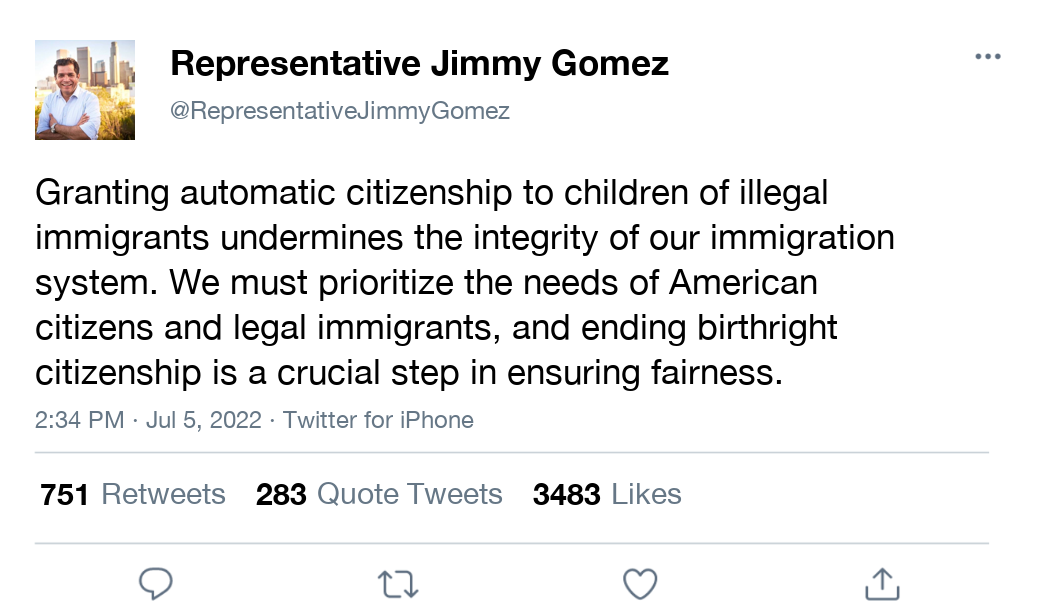 Representative Jimmy Gomez
@RepresentativeJimmyGomez
Granting automatic citizenship to children of illegal
immigrants undermines the integrity of our immigration
system. We must prioritize the needs of American
citizens and legal immigrants, and ending birthright
citizenship is a crucial step in ensuring fairness.
2:34 PM · Jul 5, 2022 · Twitter for iPhone
751 Retweets 283 Quote Tweets 3483 Likes